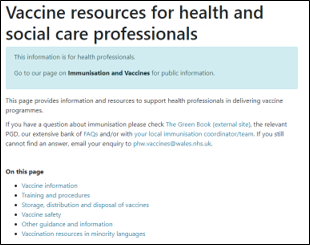 Vaccine resources for health and
social care professionals
This information is for health professionals.
Go to our page on Immunisation and Vaccines for public information.
This page provides information and resources to support health professionals in delivering vaccine
programmes.
If you have a question about immunisation please check The Green Book (external site), the relevant
PGD, our extensive bank of FAQs and/or with your local immunisation coordinator/team. If you still
cannot find an answer, email your enquiry to phw.vaccines@wales.nhs.uk.
On this page
Vaccine information
Training and procedures
Storage, distribution and disposal of vaccines
Vaccine safety
Other guidance and information
Vaccination resources in minority languages